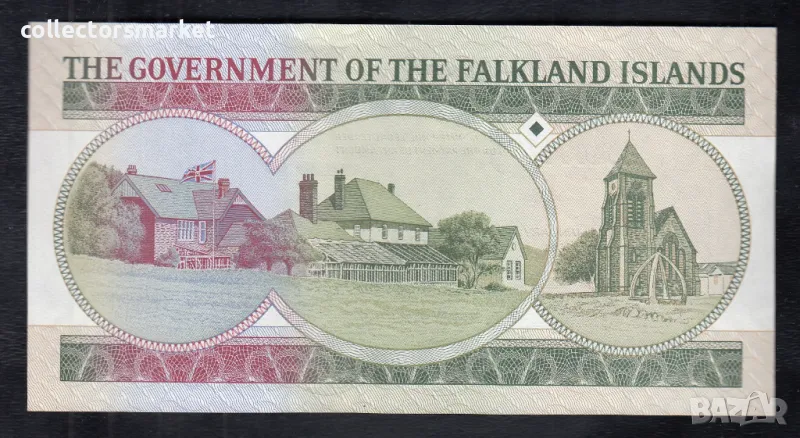 collectorsmarket
THE GOVERNMENT OF THE FALKLAND ISLANDS
BAZAR